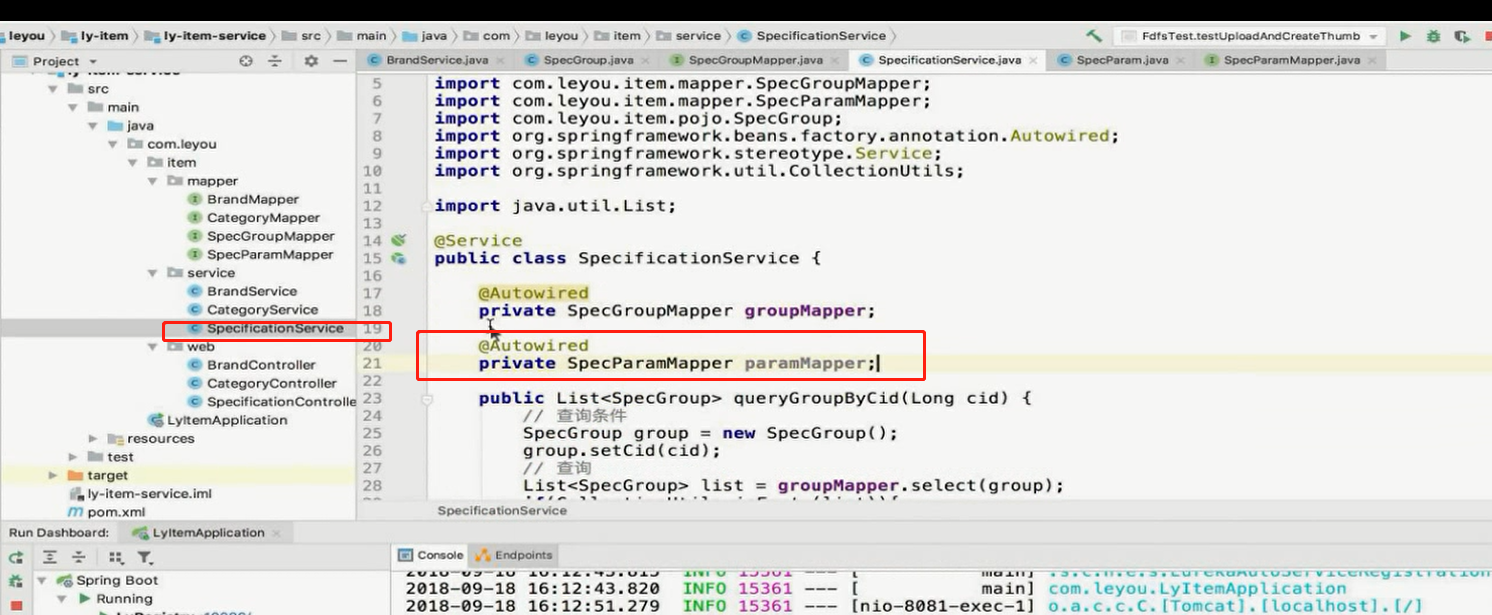 leyou ly-item ly-item-service src main java com leyou item service SpecificationService FdfsTest.testUploadAndCreateThumb
Project BrandService.java SpecGroup.java SpecGroupMapper.java SpecificationService.java SpecParam.java SpecParamMapper.java
src
main
java
com.leyou
item
mapper
BrandMapper
CategoryMapper
SpecGroupMapper
SpecParamMapper
service
BrandService
CategoryService
SpecificationService
web
BrandController
CategoryController
SpecificationControlle
LyItemApplication
resources
test
target
ly-item-service.iml
pom.xml
5 import com.leyou.item.mapper.SpecGroupMapper;
6 import com.leyou.item.mapper.SpecParamMapper;
7 import com.leyou.item.pojo.SpecGroup;
8 import org.springframework.beans.factory.annotation.Autowired;
9 import org.springframework.stereotype.Service;
10 import org.springframework.util.CollectionUtils;
11
12 import java.util.List;
13
14 @Service
15 public class SpecificationService {
16
17 @Autowired
18 private SpecGroupMapper groupMapper;
19
20 @Autowired
21 private SpecParamMapper paramMapper;
22
23 public List<SpecGroup> queryGroupByCid(Long cid) {
24 // 查询条件
25 SpecGroup group = new SpecGroup();
26 group.setCid(cid);
27 // 查询
28 List<SpecGroup> list = groupMapper.select(group);
SpecificationService
Run Dashboard: LyItemApplication
Console Endpoints
Spring Boot
Running
2018-09-18 16:12:43.820 INFO 15361 --- [ main] com.leyou.LyItemApplication
2018-09-18 16:12:51.279 INFO 15361 --- [nio-8081-exec-1] o.a.c.c.C.[Tomcat].[localhost].[/]